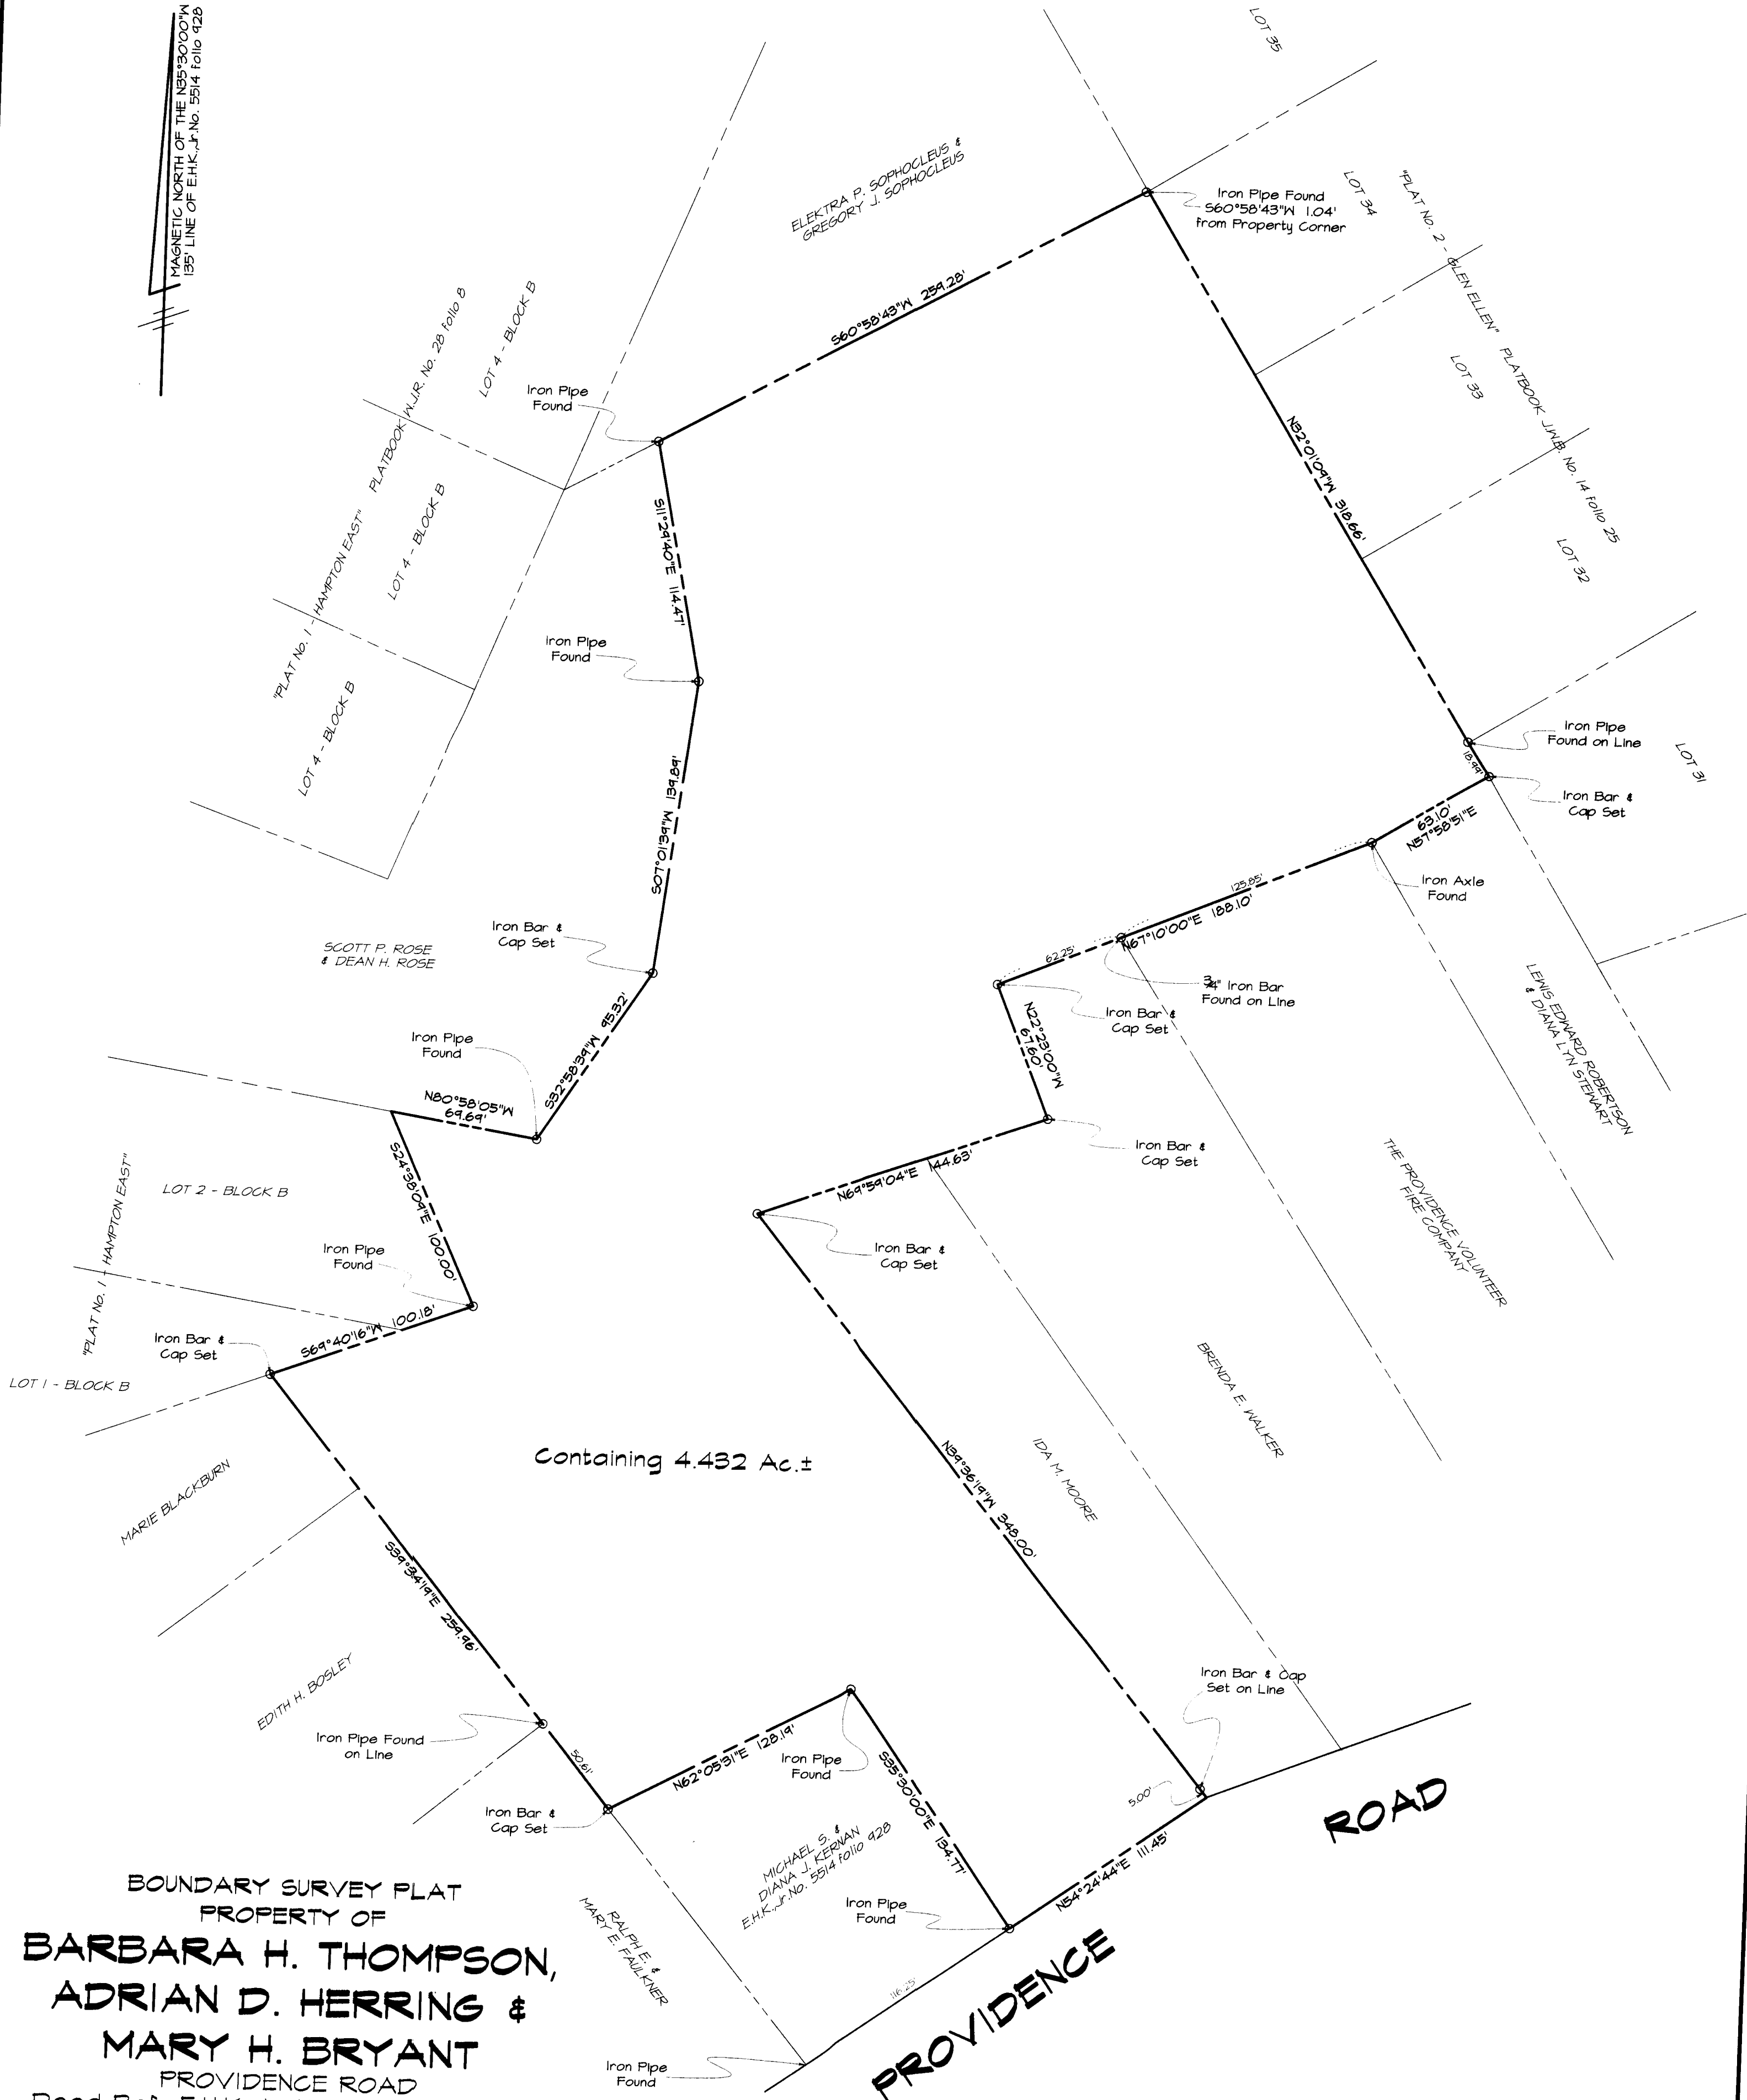 MAGNETIC NORTH OF THE N35°30'00"W
135' LINE OF E.H.K.,Jr.No. 5514 folio 928
LOT 35
ELEKTRA P. SOPHOCLEUS &
GREGORY J. SOPHOCLEUS
Iron Pipe Found
S60°58'43"W 1.04'
from Property Corner
LOT 34
"PLAT No. 2 - GLEN ELLEN" PLATBOOK J.W.B. No. 14 folio 25
S60°58'43"W 259.28'
"PLAT No. 1 - HAMPTON EAST" PLATBOOK W.J.R. No. 28 folio 8
LOT 4 - BLOCK B
Iron Pipe
Found
LOT 33
N32°01'09"W 318.66'
LOT 4 - BLOCK B
S11°29'40"E 114.47'
LOT 32
Iron Pipe
Found
LOT 4 - BLOCK B
Iron Pipe
Found on Line
LOT 31
18.99'
S07°01'39"W 139.89'
Iron Bar &
Cap Set
63.10'
N57°58'51"E
Iron Axle
Found
125.85'
N67°10'00"E 188.10'
62.25'
Iron Bar &
Cap Set
SCOTT P. ROSE
& DEAN H. ROSE
3/4" Iron Bar
Found on Line
Iron Bar &
Cap Set
LEWIS EDWARD ROBERTSON
& DIANA LYN STEWART
N22°23'00"W
67.60'
S32°58'39"W 95.32'
Iron Pipe
Found
N80°58'05"W
69.69'
Iron Bar &
Cap Set
THE PROVIDENCE VOLUNTEER
FIRE COMPANY
N69°59'04"E 144.63'
S24°38'09"E 100.00'
LOT 2 - BLOCK B
"PLAT No. 1 - HAMPTON EAST"
Iron Pipe
Found
Iron Bar &
Cap Set
S69°40'16"W 100.18'
Iron Bar &
Cap Set
LOT 1 - BLOCK B
BRENDA E. WALKER
Containing 4.432 Ac.±
N39°36'19"W 348.00'
IDA M. MOORE
MARIE BLACKBURN
S39°34'19"E 259.96'
EDITH H. BOSLEY
Iron Bar & Cap
Set on Line
Iron Pipe Found
on Line
50.61'
N62°05'31"E 128.19'
Iron Pipe
Found
S35°30'00"E 134.77'
5.00'
Iron Bar &
Cap Set
ROAD
MICHAEL S. &
DIANA J. KERNAN
E.H.K.,Jr.No. 5514 folio 928
N54°24'44"E 111.45'
Iron Pipe
Found
RALPH E. &
MARY E. FAULKNER
116.25'
PROVIDENCE
Iron Pipe
Found
BOUNDARY SURVEY PLAT
PROPERTY OF
BARBARA H. THOMPSON,
ADRIAN D. HERRING &
MARY H. BRYANT
PROVIDENCE ROAD